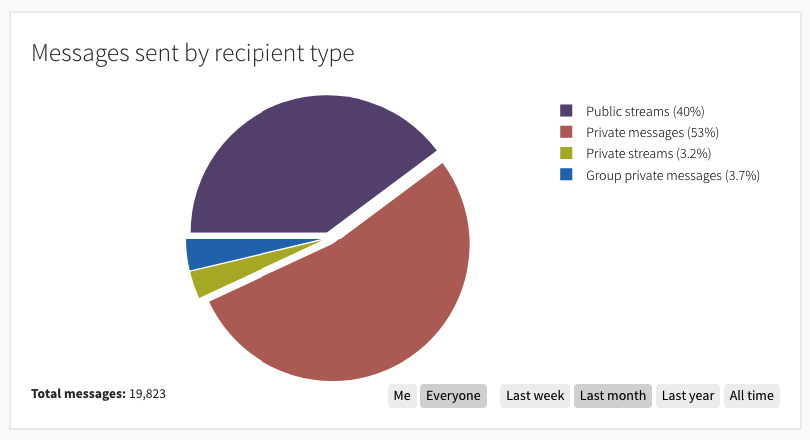 Messages sent by recipient type
Public streams (40%)
Private messages (53%)
Private streams (3.2%)
Group private messages (3.7%)
Total messages: 19,823
Me Everyone Last week Last month Last year All time